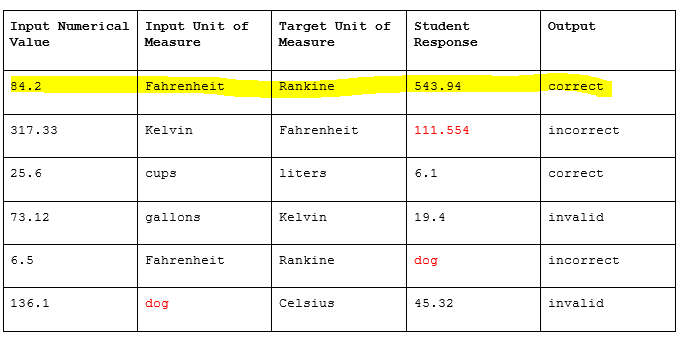 Input Numerical Value Input Unit of Measure Target Unit of Measure Student Response Output
84.2 Fahrenheit Rankine 543.94 correct
317.33 Kelvin Fahrenheit 111.554 incorrect
25.6 cups liters 6.1 correct
73.12 gallons Kelvin 19.4 invalid
6.5 Fahrenheit Rankine dog incorrect
136.1 dog Celsius 45.32 invalid